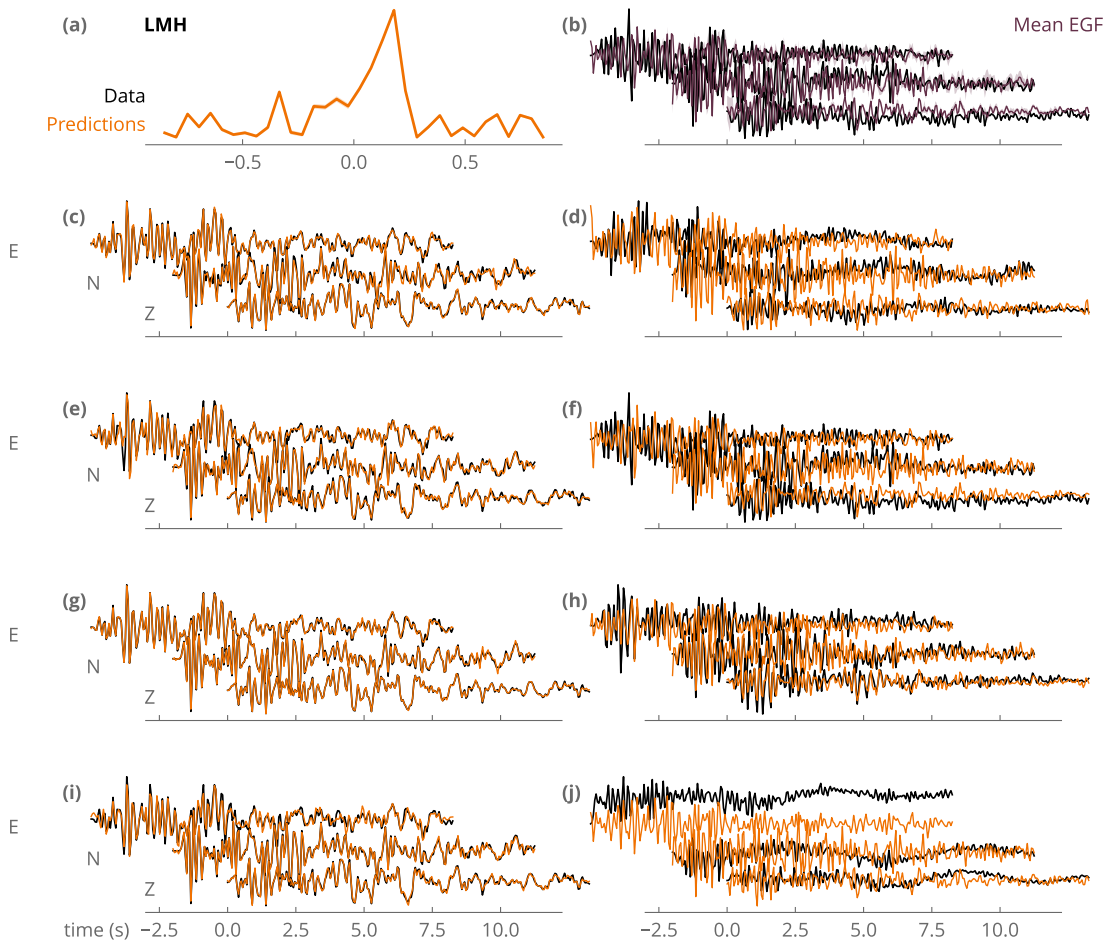 (a) LMH (b) Mean EGF
Data
Predictions
−0.5 0.0 0.5
(c) (d)
E
N
Z
(e) (f)
E
N
Z
(g) (h)
E
N
Z
(i) (j)
E
N
Z
time (s) −2.5 0.0 2.5 5.0 7.5 10.0 −2.5 0.0 2.5 5.0 7.5 10.0